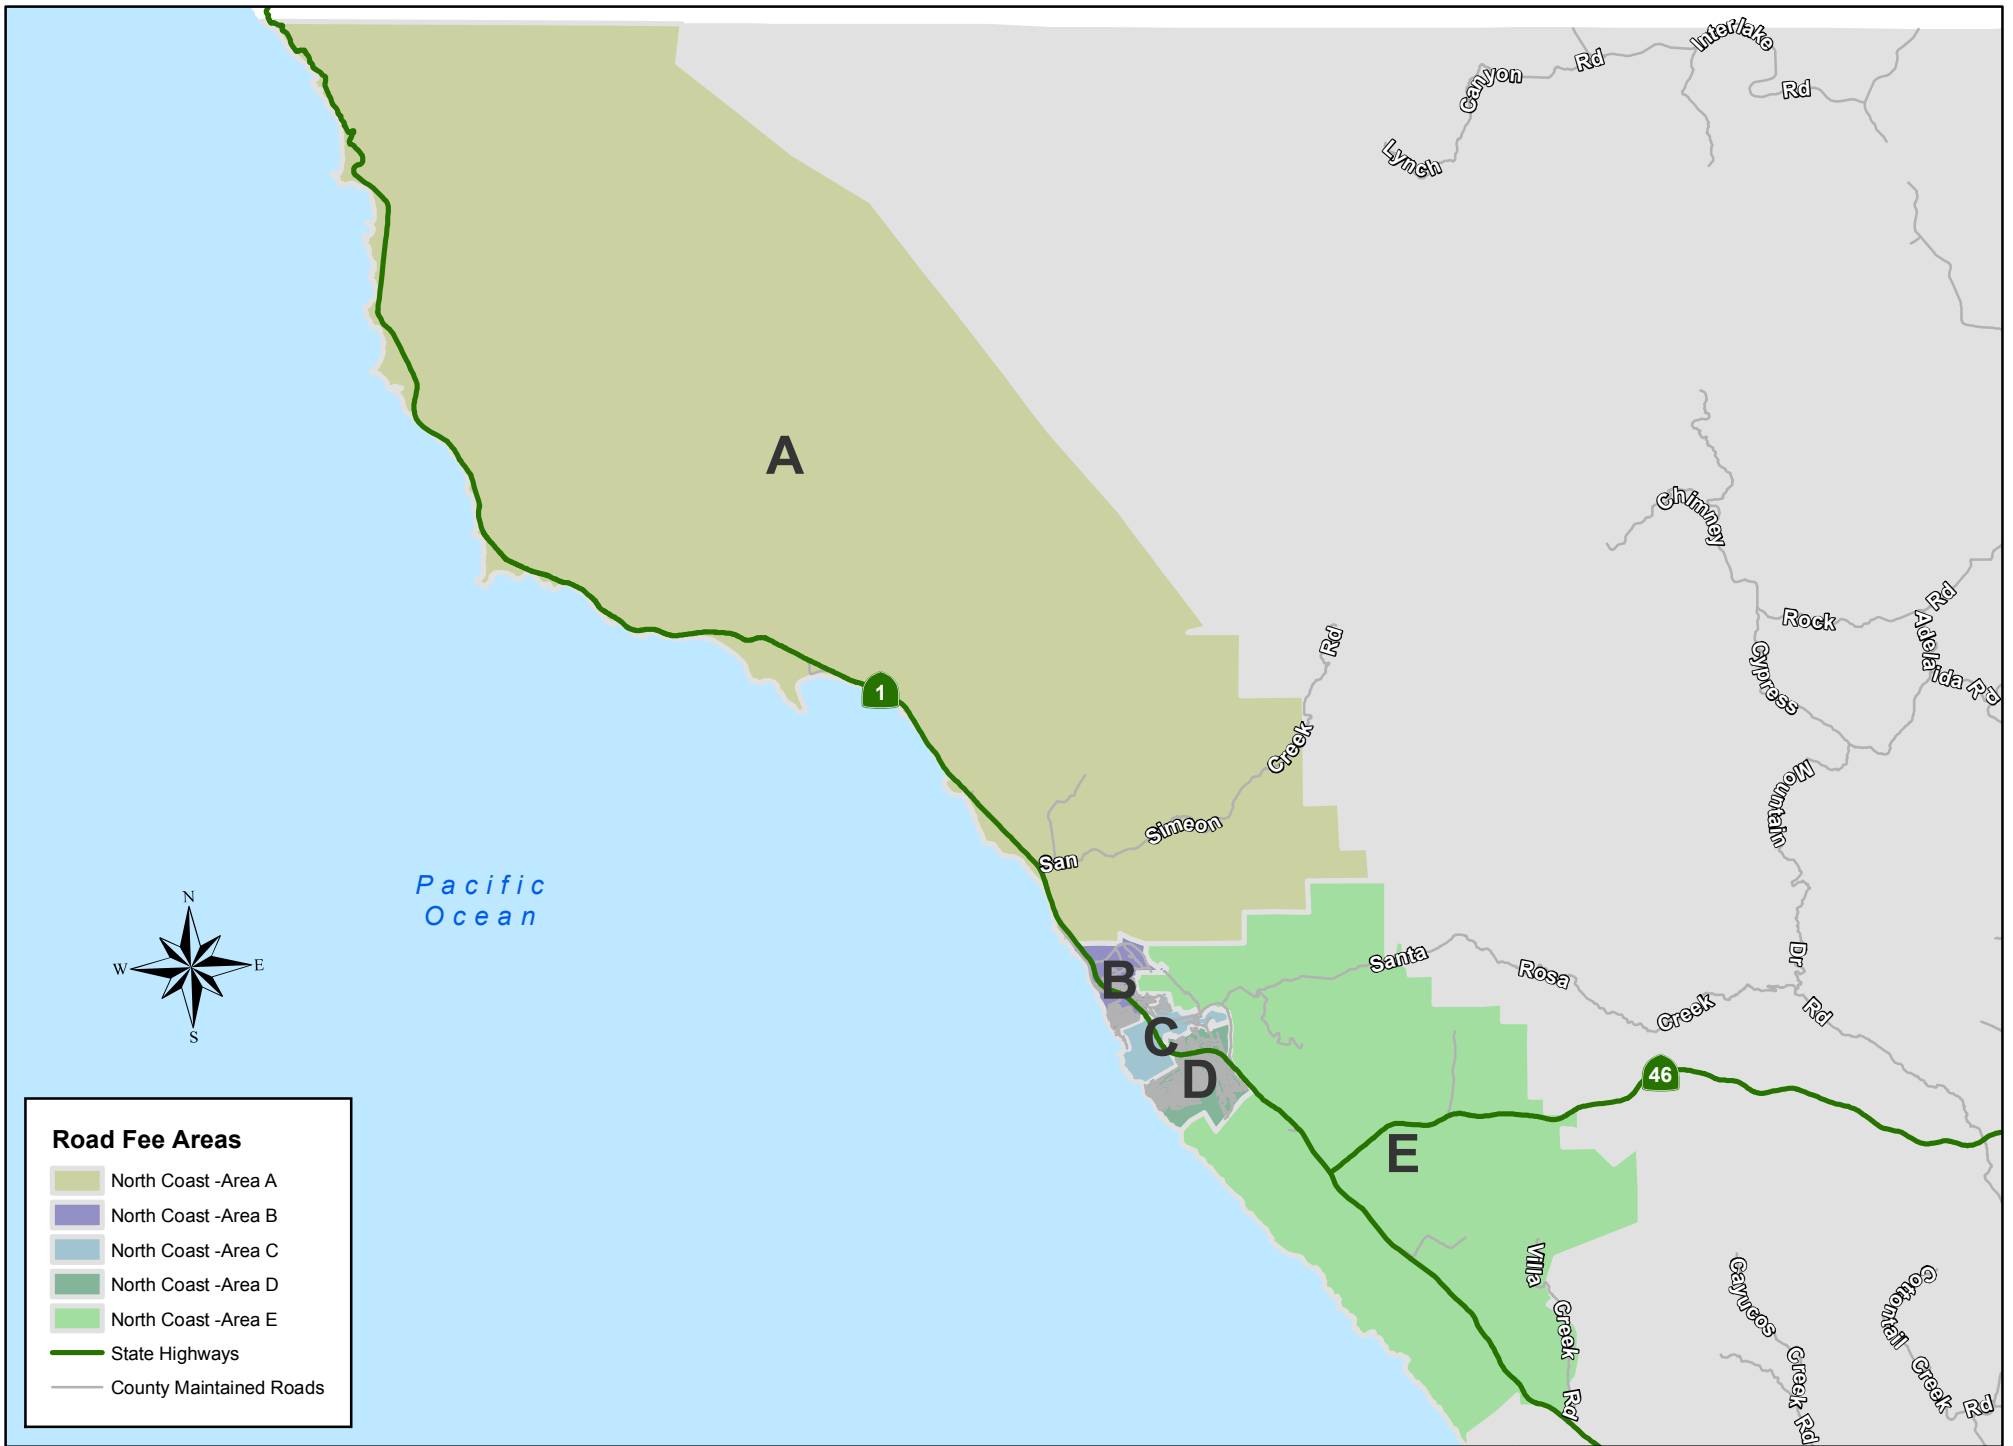 Interlake Rd
Lynch Canyon Rd
A
Chimney Rock Rd
Adelaida Rd
Cypress Mountain Dr
1
San Simeon Creek Rd
Pacific
Ocean
N
W
E
S
B
C
D
E
Santa Rosa Creek Rd
46
Villa Creek Rd
Cayucos Creek Rd
Cottontail Creek Rd
Road Fee Areas
North Coast -Area A
North Coast -Area B
North Coast -Area C
North Coast -Area D
North Coast -Area E
State Highways
County Maintained Roads